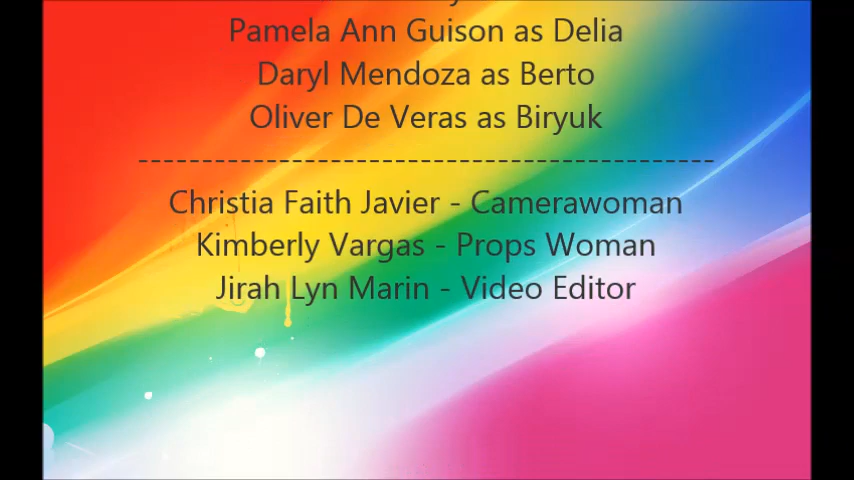 Pamela Ann Guison as Delia
Daryl Mendoza as Berto
Oliver De Veras as Biryuk
---------------------------------------------
Christia Faith Javier - Camerawoman
Kimberly Vargas - Props Woman
Jirah Lyn Marin - Video Editor